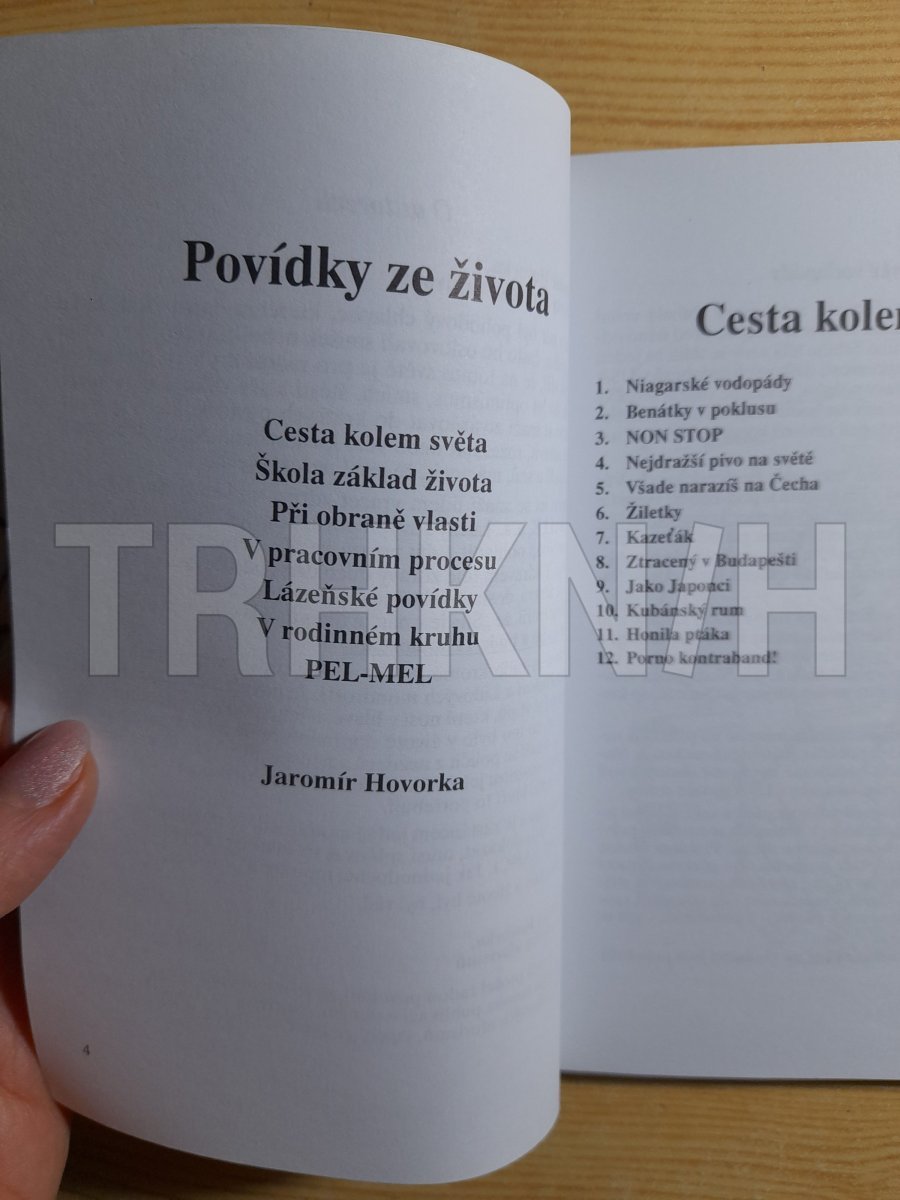 Povídky ze života
Cesta kolem světa
Škola základ života
Při obraně vlasti
V pracovním procesu
Lázeňské povídky
V rodinném kruhu
PEL-MEL
Jaromír Hovorka
4
Cesta kolem
1. Niagarské vodopády
2. Benátky v poklusu
3. NON STOP
4. Nejdražší pivo na světě
5. Všade narazíš na Čecha
6. Žiletky
7. Kazeťák
8. Ztracený v Budapešti
9. Jako Japonci
10. Kubánský rum
11. Honila ptáka
12. Porno kontraband!
TRHKNIH